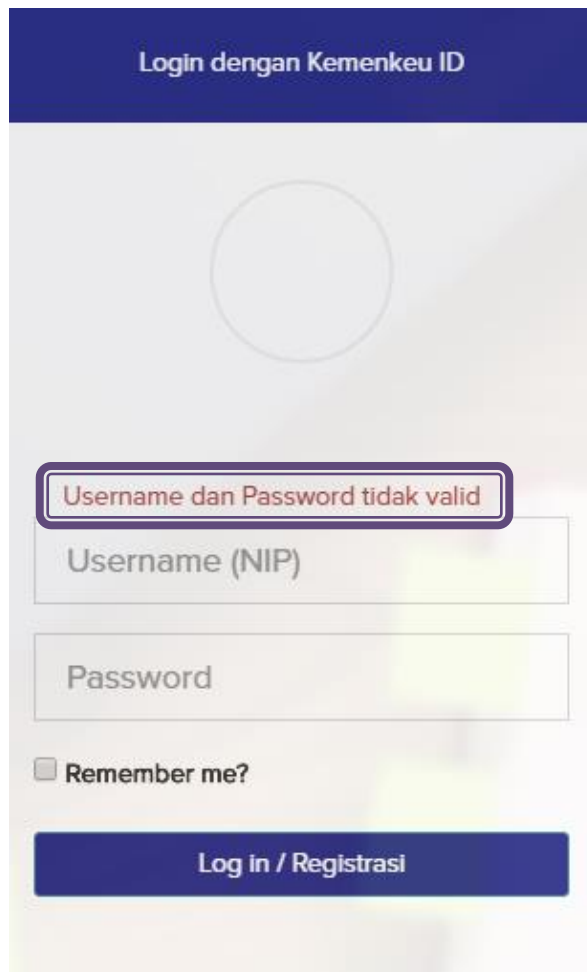 Login dengan Kemenkeu ID
Username dan Password tidak valid
Username (NIP)
Password
Remember me?
Log in / Registrasi